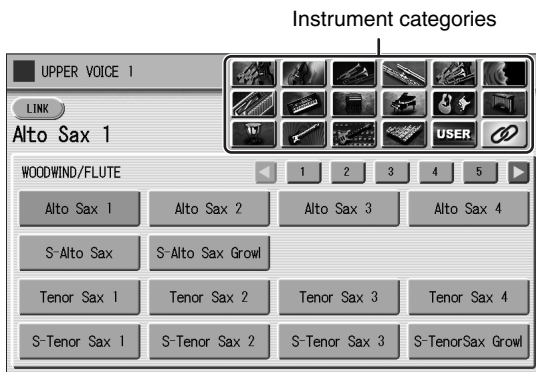 Instrument categories
UPPER VOICE 1
LINK
Alto Sax 1
USER
WOODWIND/FLUTE
1 2 3 4 5
Alto Sax 1 Alto Sax 2 Alto Sax 3 Alto Sax 4
S-Alto Sax S-Alto Sax Growl
Tenor Sax 1 Tenor Sax 2 Tenor Sax 3 Tenor Sax 4
S-Tenor Sax 1 S-Tenor Sax 2 S-Tenor Sax 3 S-TenorSax Growl